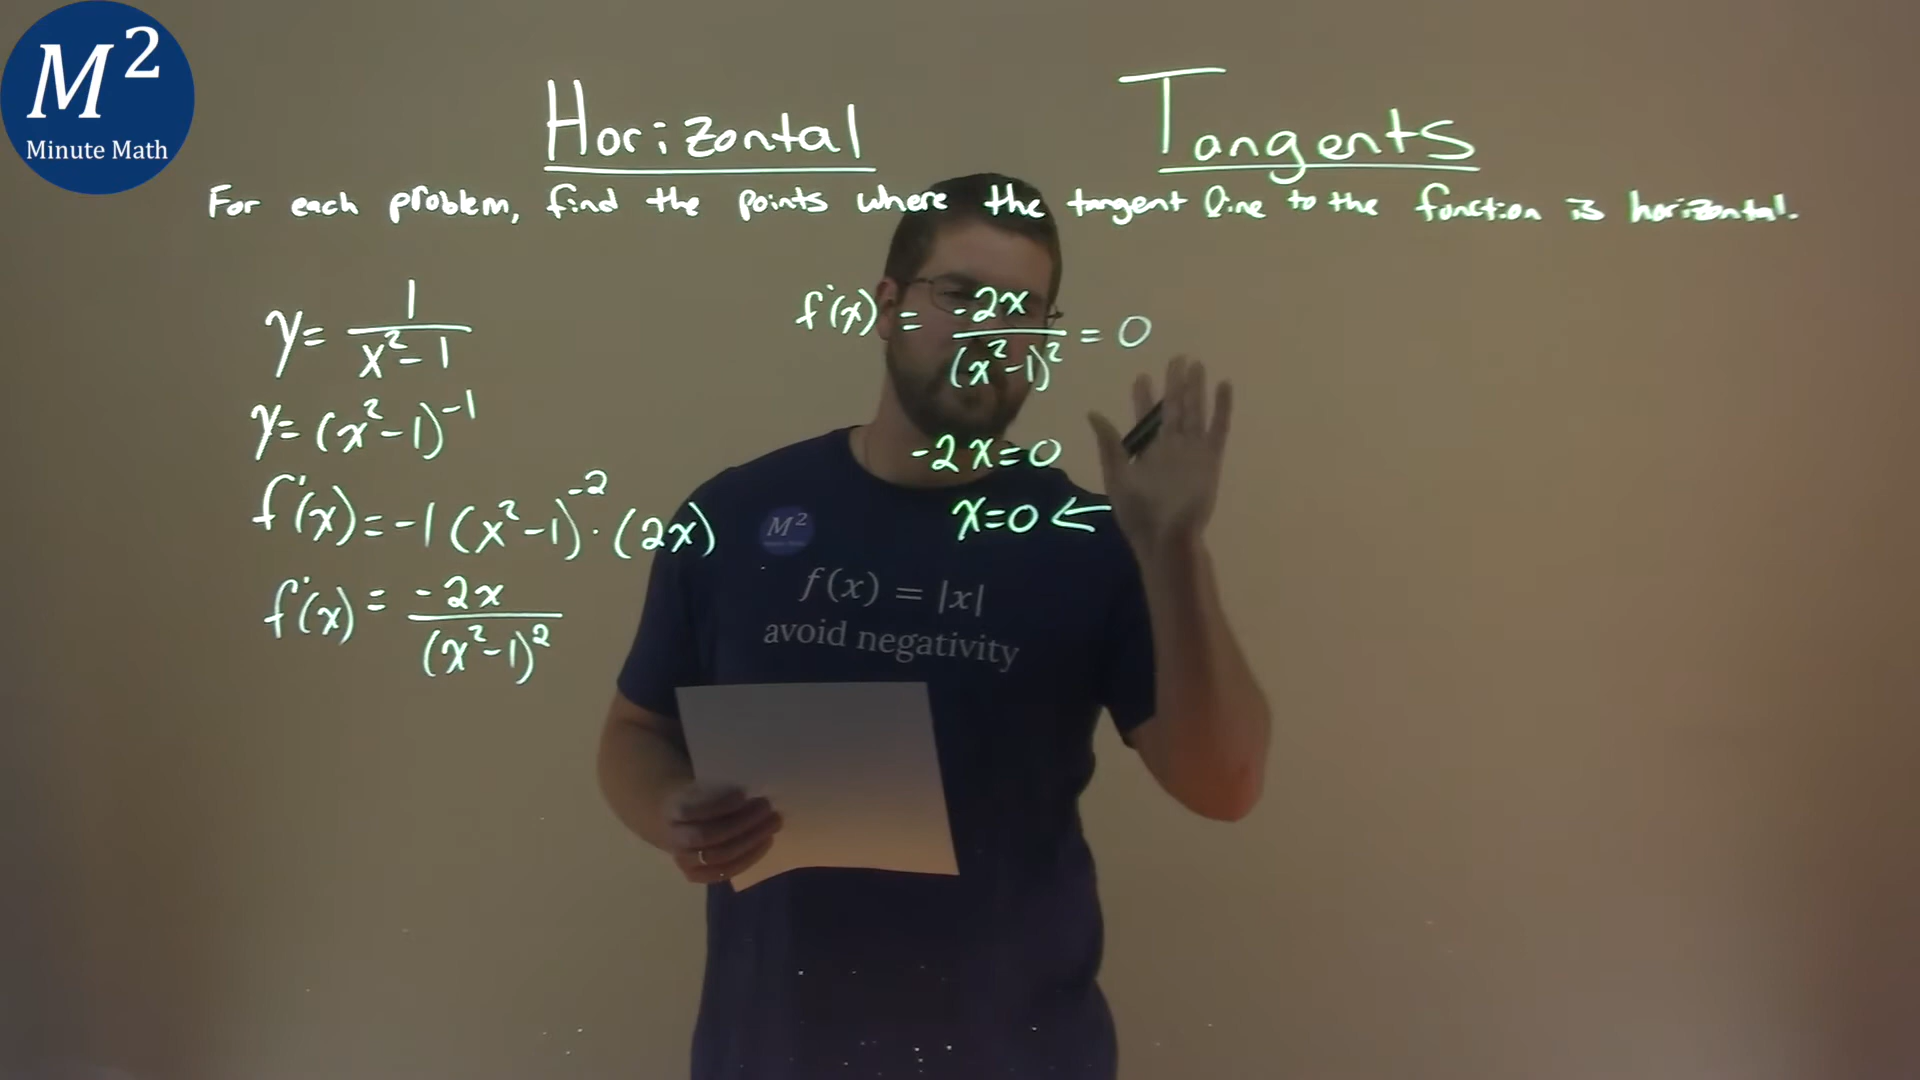 M²
Minute Math
Horizontal Tangents
For each problem, find the points where the tangent line to the function is horizontal.
y = 1/(x² - 1)
y = (x² - 1)⁻¹
f'(x) = -1(x² - 1)⁻² · (2x)
f'(x) = -2x/(x² - 1)²
f'(x) = -2x/(x² - 1)² = 0
-2x = 0
x = 0 ←
M²
f(x) = |x|
avoid negativity